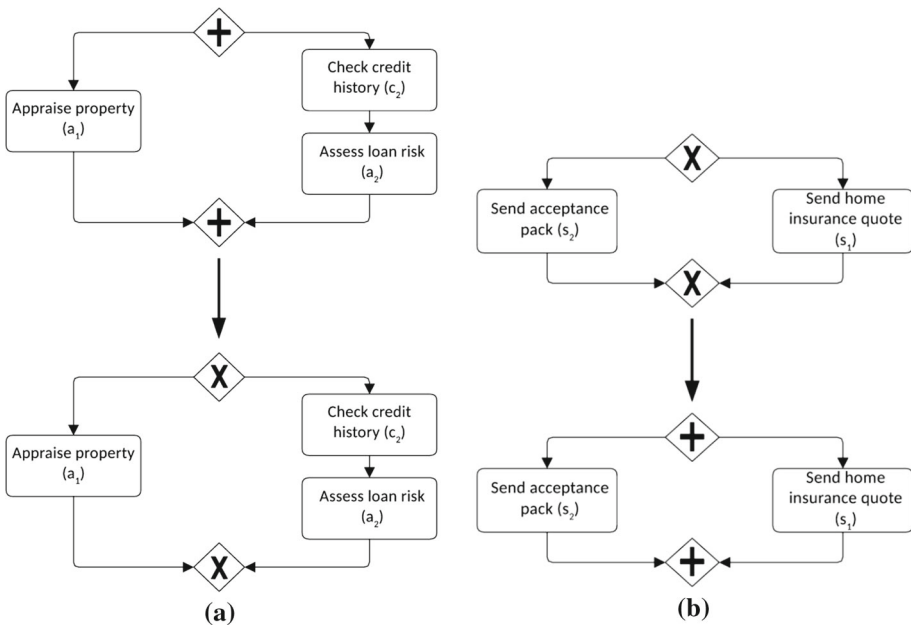 Check credit
history (c2)
Appraise property
(a1)
Assess loan risk
(a2)
X
Check credit
history (c2)
Appraise property
(a1)
Assess loan risk
(a2)
X
(a)
X
Send acceptance
pack (s2)
Send home
insurance quote
(s1)
X
Send acceptance
pack (s2)
Send home
insurance quote
(s1)
(b)